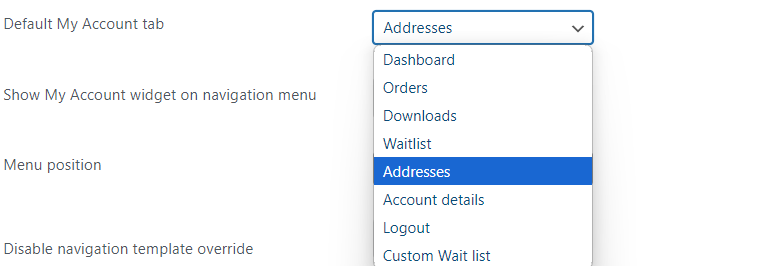 Default My Account tab
Addresses
Dashboard
Orders
Show My Account widget on navigation menu
Downloads
Waitlist
Menu position
Addresses
Account details
Logout
Disable navigation template override
Custom Wait list